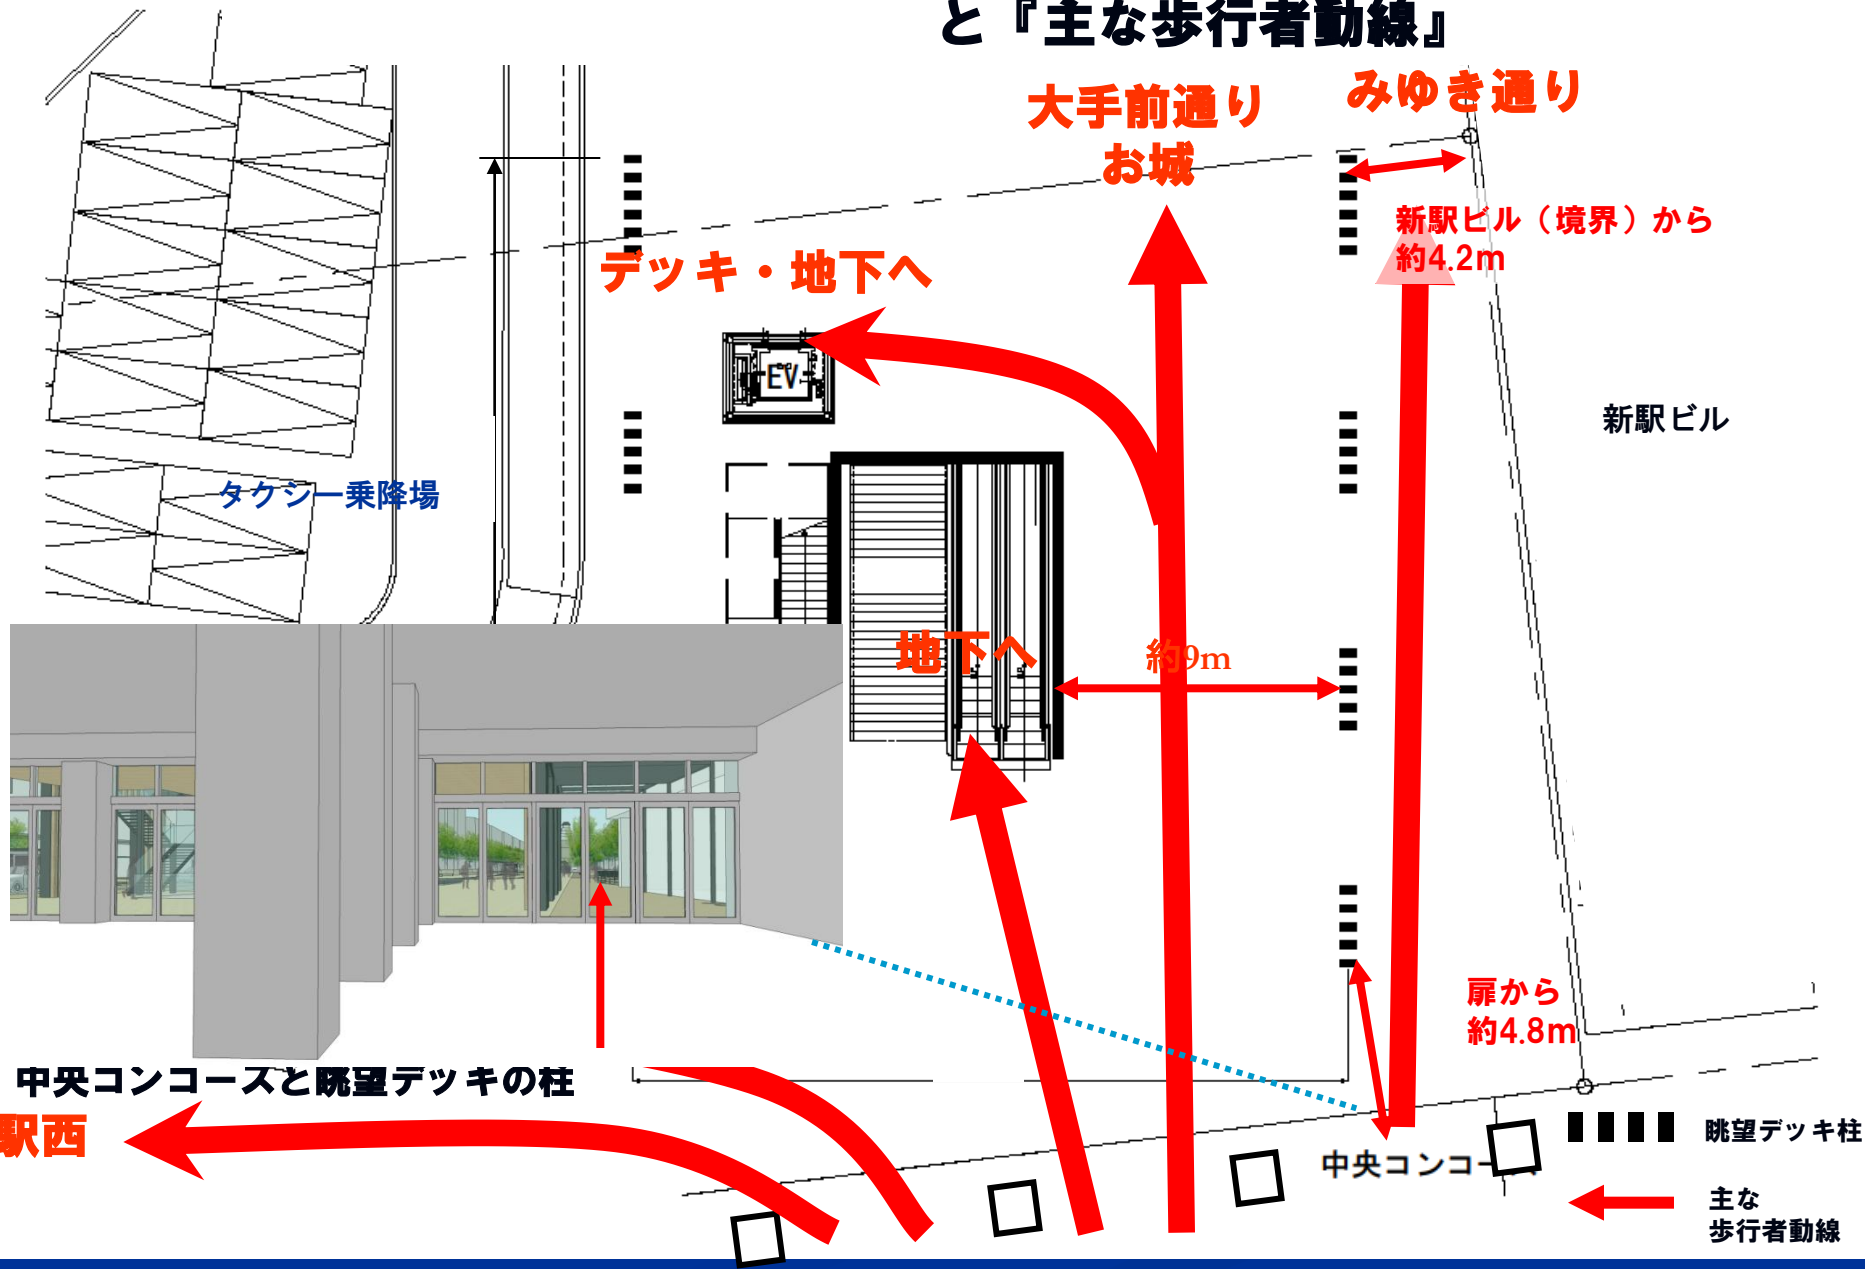 と『主な歩行者動線』
大手前通り
お城
みゆき通り
新駅ビル（境界）から
約4.2m
デッキ・地下へ
EV
新駅ビル
タクシー乗降場
地下へ
約9m
扉から
約4.8m
中央コンコースと眺望デッキの柱
駅西
中央コンコース
眺望デッキ柱
主な
歩行者動線